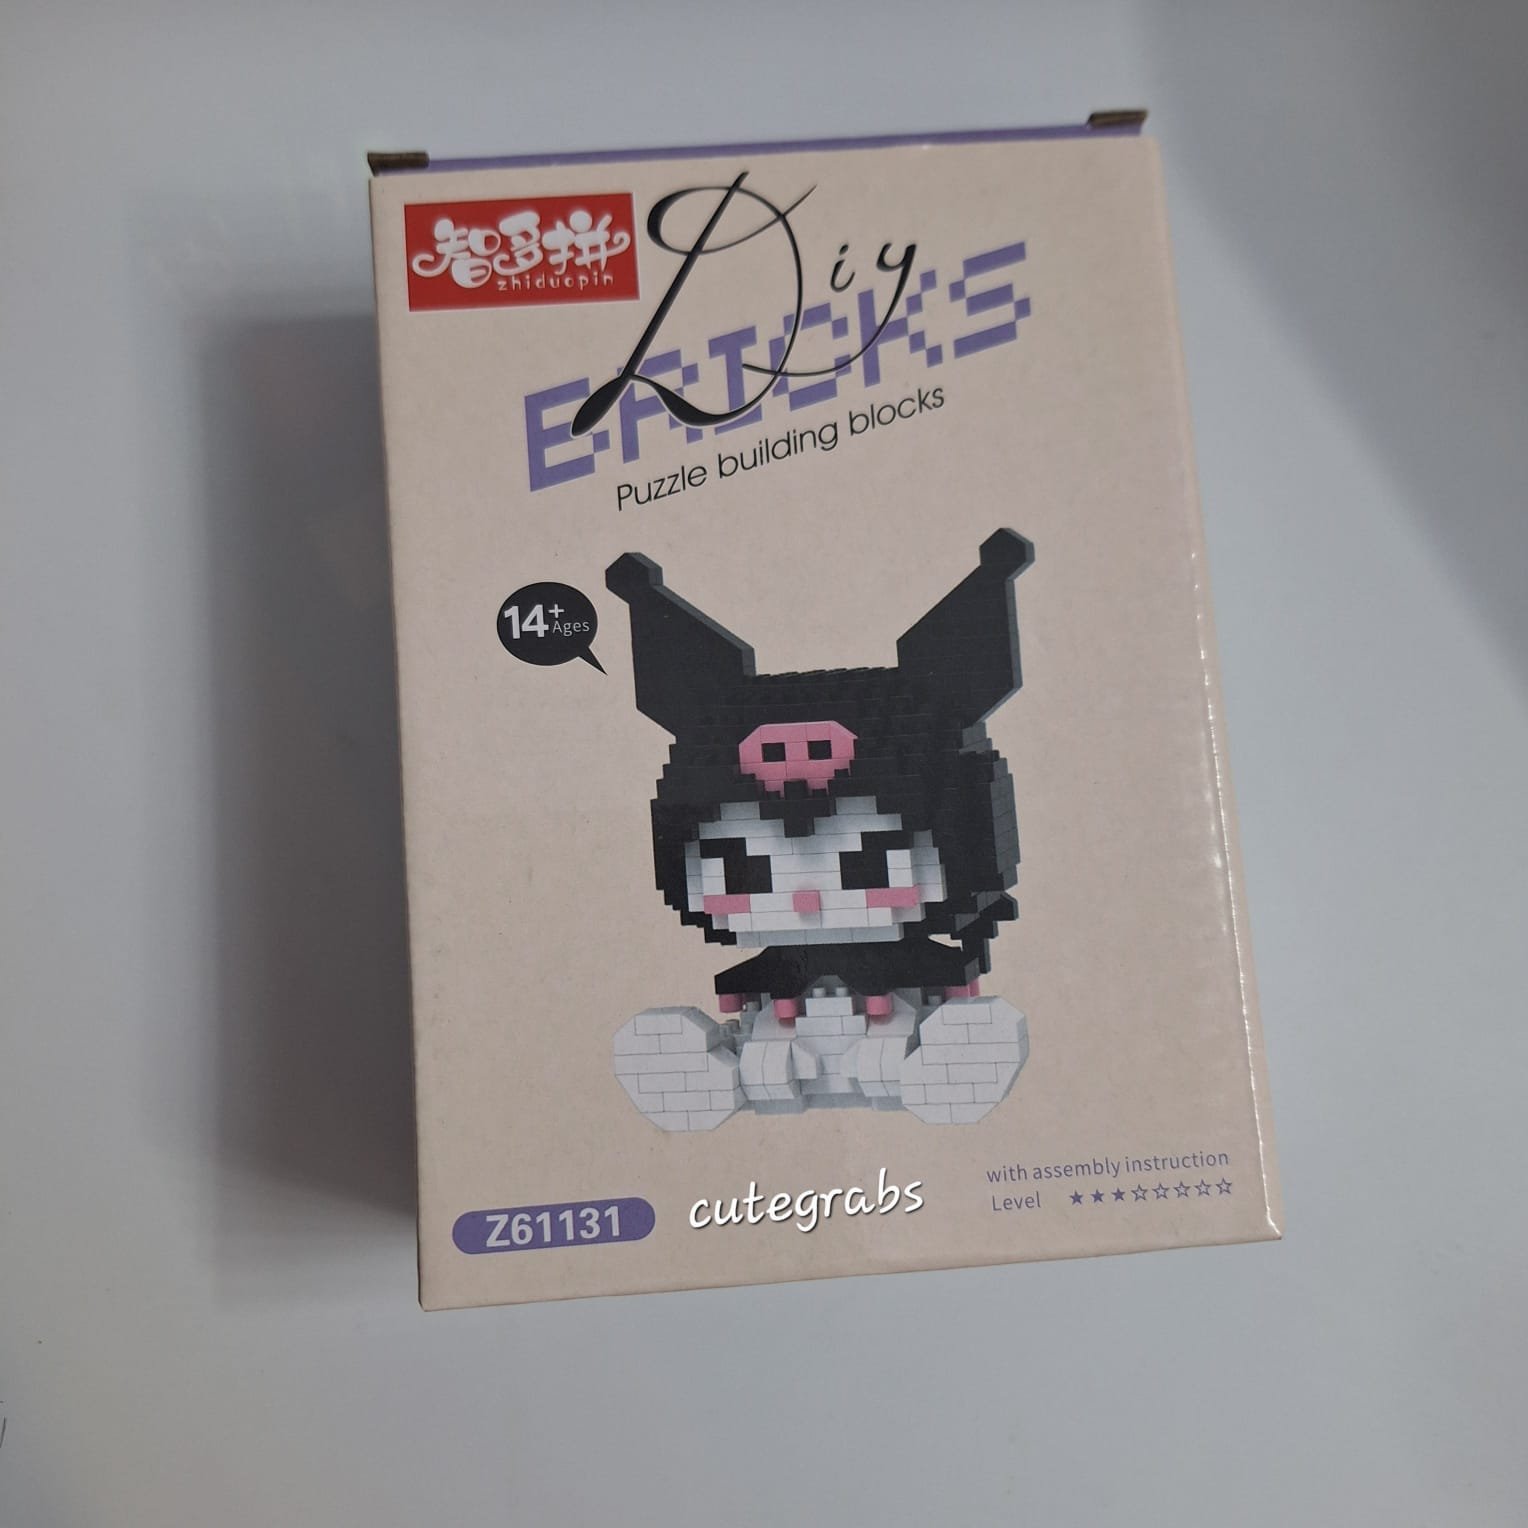 智多拼
zhiduopin
Diy
BRICKS
Puzzle building blocks
14+
Ages
with assembly instruction
Level ★★★☆☆☆☆☆
Z61131
cutegrabs